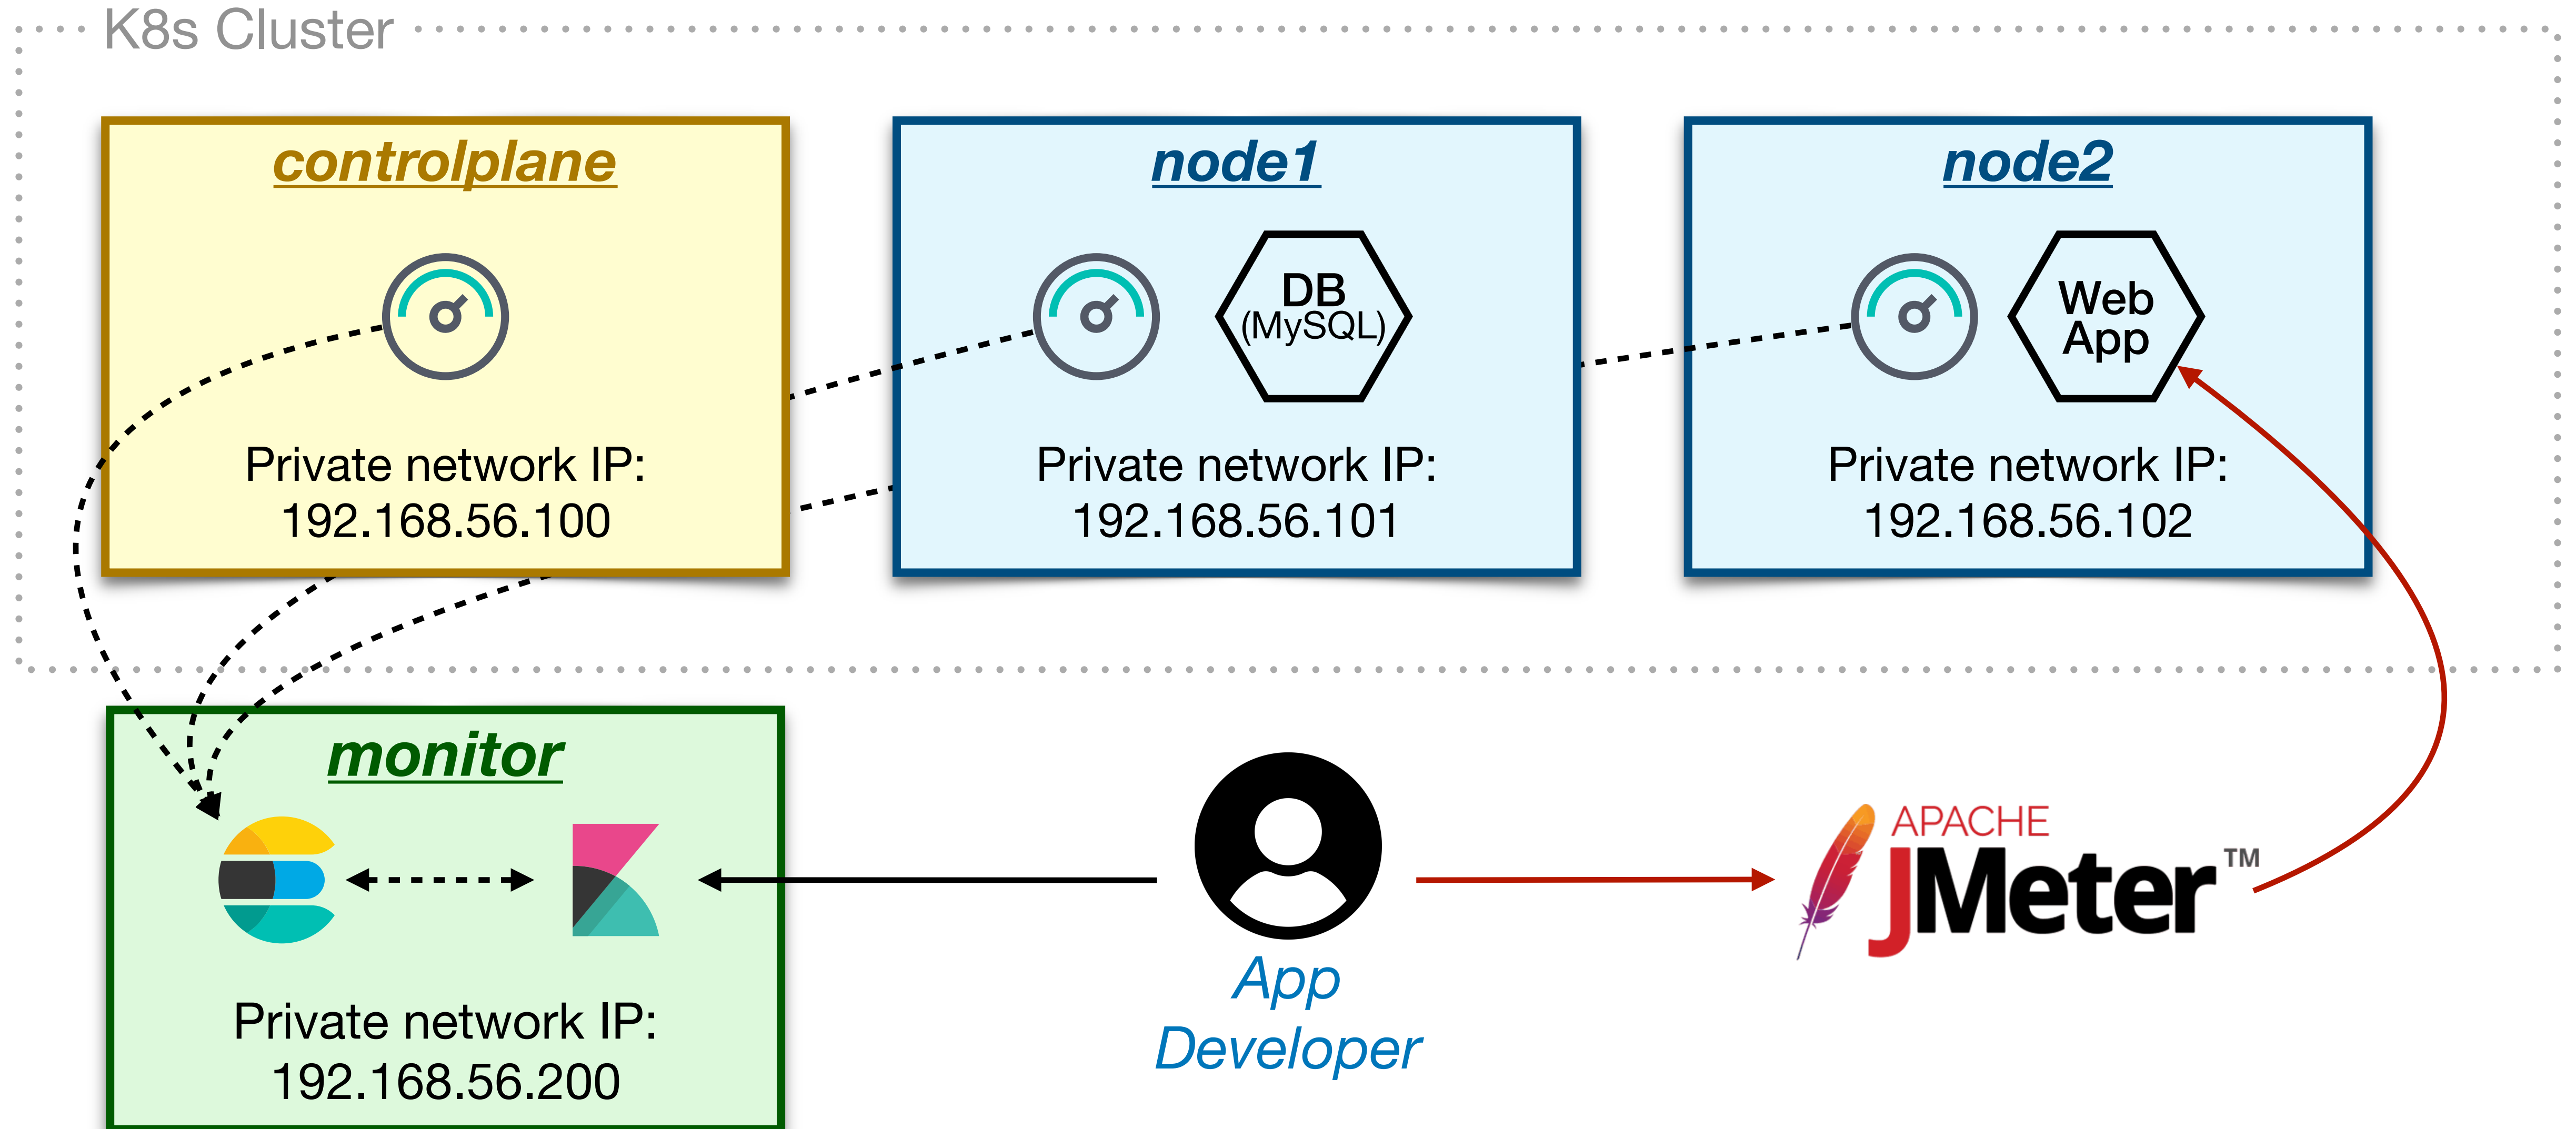 K8s Cluster
controlplane
Private network IP:
192.168.56.100
node1
DB
(MySQL)
Private network IP:
192.168.56.101
node2
Web
App
Private network IP:
192.168.56.102
monitor
Private network IP:
192.168.56.200
App
Developer
APACHE
JMeter™